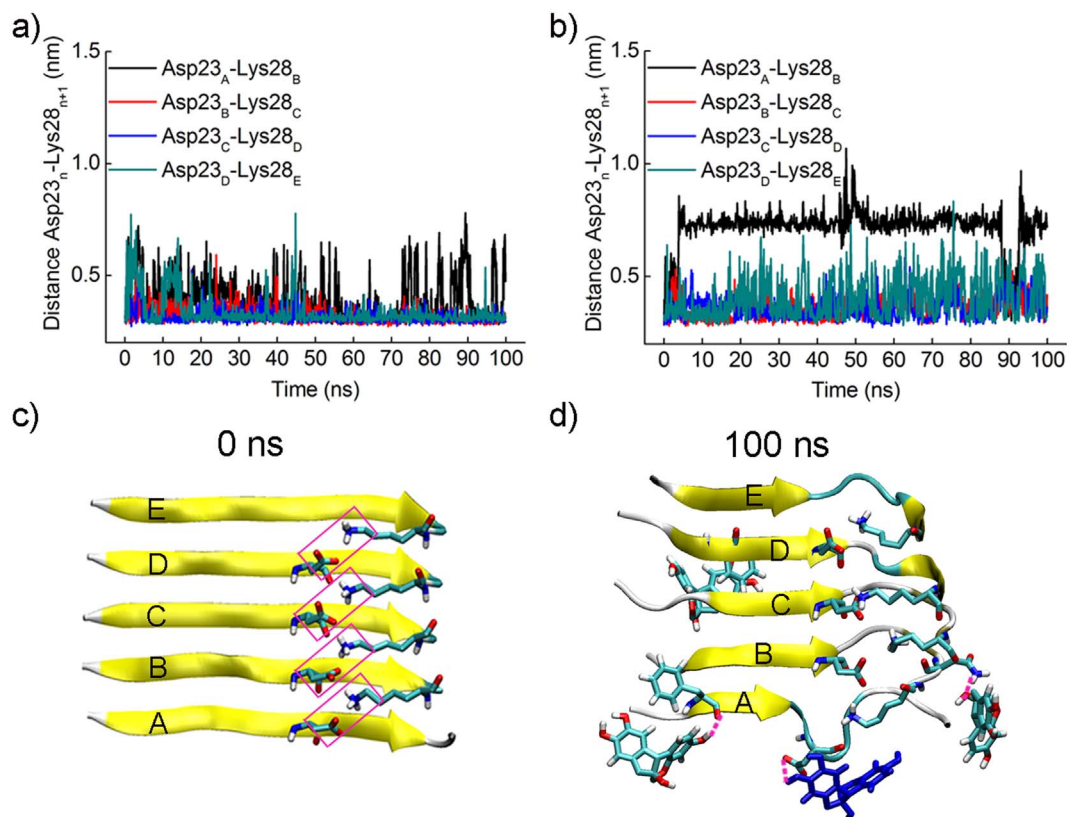 a)
Distance Asp23n-Lys28n+1 (nm)
1.5
1.0
0.5
Asp23A-Lys28B
Asp23B-Lys28C
Asp23C-Lys28D
Asp23D-Lys28E
0 10 20 30 40 50 60 70 80 90 100
Time (ns)
b)
Distance Asp23n-Lys28n+1 (nm)
1.5
1.0
0.5
Asp23A-Lys28B
Asp23B-Lys28C
Asp23C-Lys28D
Asp23D-Lys28E
0 10 20 30 40 50 60 70 80 90 100
Time (ns)
c)
0 ns
E
D
C
B
A
d)
100 ns
E
D
C
B
A